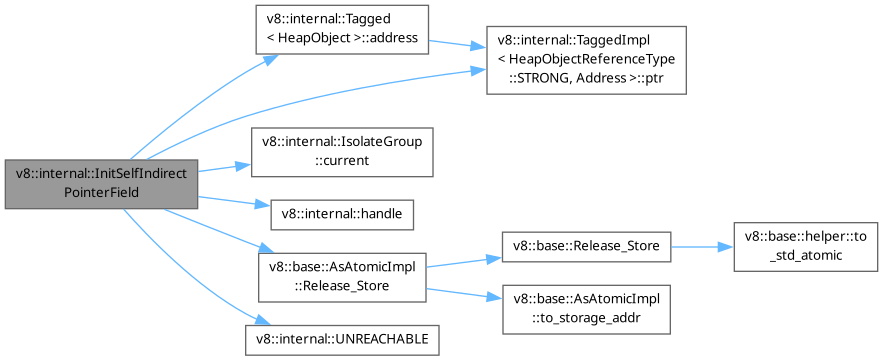 v8::internal::Tagged
< HeapObject >::address
v8::internal::TaggedImpl
< HeapObjectReferenceType
::STRONG, Address >::ptr
v8::internal::IsolateGroup
::current
v8::internal::InitSelfIndirect
PointerField
v8::internal::handle
v8::base::AsAtomicImpl
::Release_Store
v8::base::Release_Store
v8::base::helper::to
_std_atomic
v8::base::AsAtomicImpl
::to_storage_addr
v8::internal::UNREACHABLE